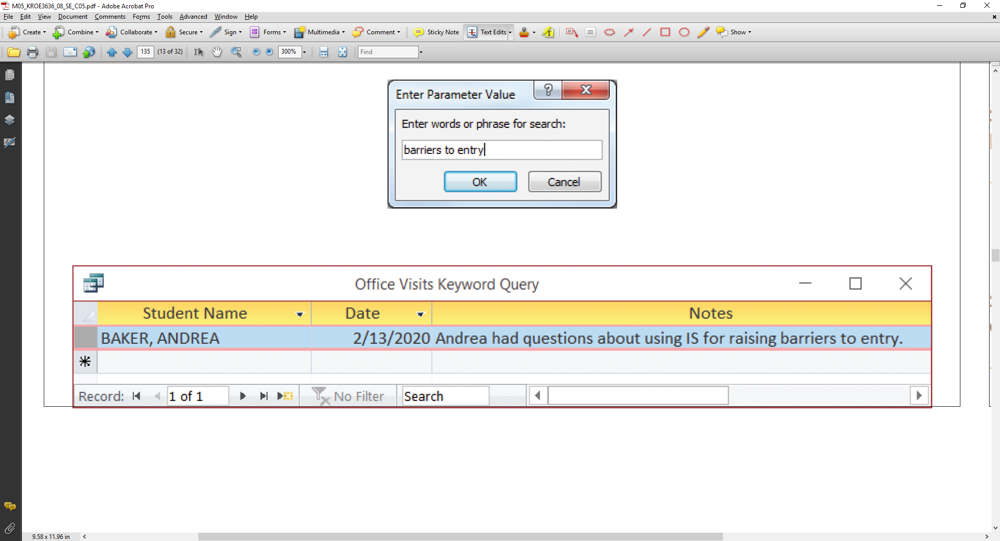 M05_KROE3636_08_SE_C05.pdf - Adobe Acrobat Pro
File Edit View Document Comments Forms Tools Advanced Window Help
Create Combine Collaborate Secure Sign Forms Multimedia Comment Sticky Note Text Edits Show
135 (13 of 32) 300% Find
Enter Parameter Value
Enter words or phrase for search:
barriers to entry
OK Cancel
Office Visits Keyword Query
Student Name Date Notes
BAKER, ANDREA 2/13/2020 Andrea had questions about using IS for raising barriers to entry.
Record: 1 of 1 No Filter Search
9.58 x 11.96 in